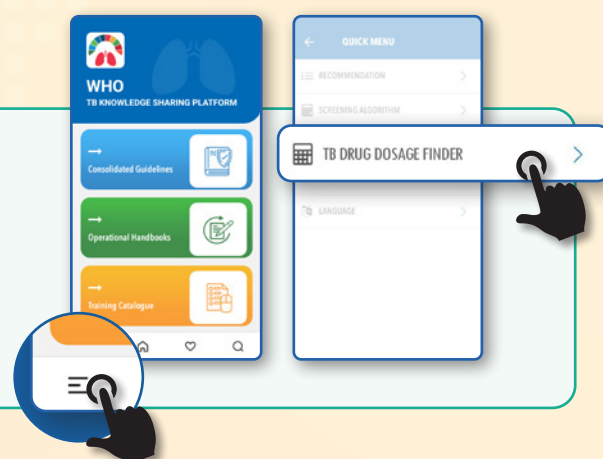 WHO
TB KNOWLEDGE SHARING PLATFORM
Consolidated Guidelines
Operational Handbooks
Training Catalogue
QUICK MENU
RECOMMENDATION
SCREENING ALGORITHM
TB DRUG DOSAGE FINDER
LANGUAGE